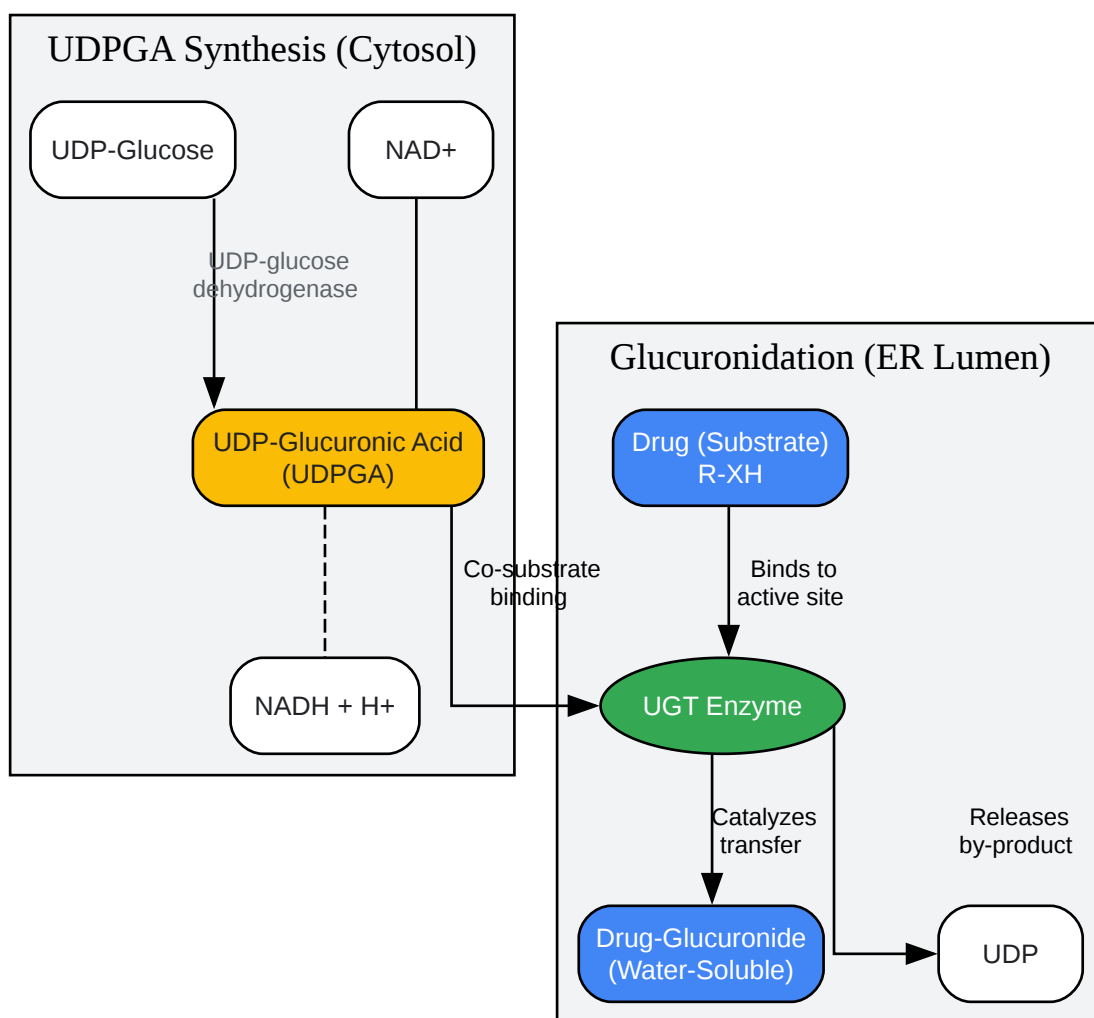 UDPGA Synthesis (Cytosol)
UDP-Glucose
NAD+
UDP-glucose
dehydrogenase
UDP-Glucuronic Acid
(UDPGA)
NADH + H+
Co-substrate
binding
Glucuronidation (ER Lumen)
Drug (Substrate)
R-XH
Binds to
active site
UGT Enzyme
Catalyzes
transfer
Releases
by-product
Drug-Glucuronide
(Water-Soluble)
UDP